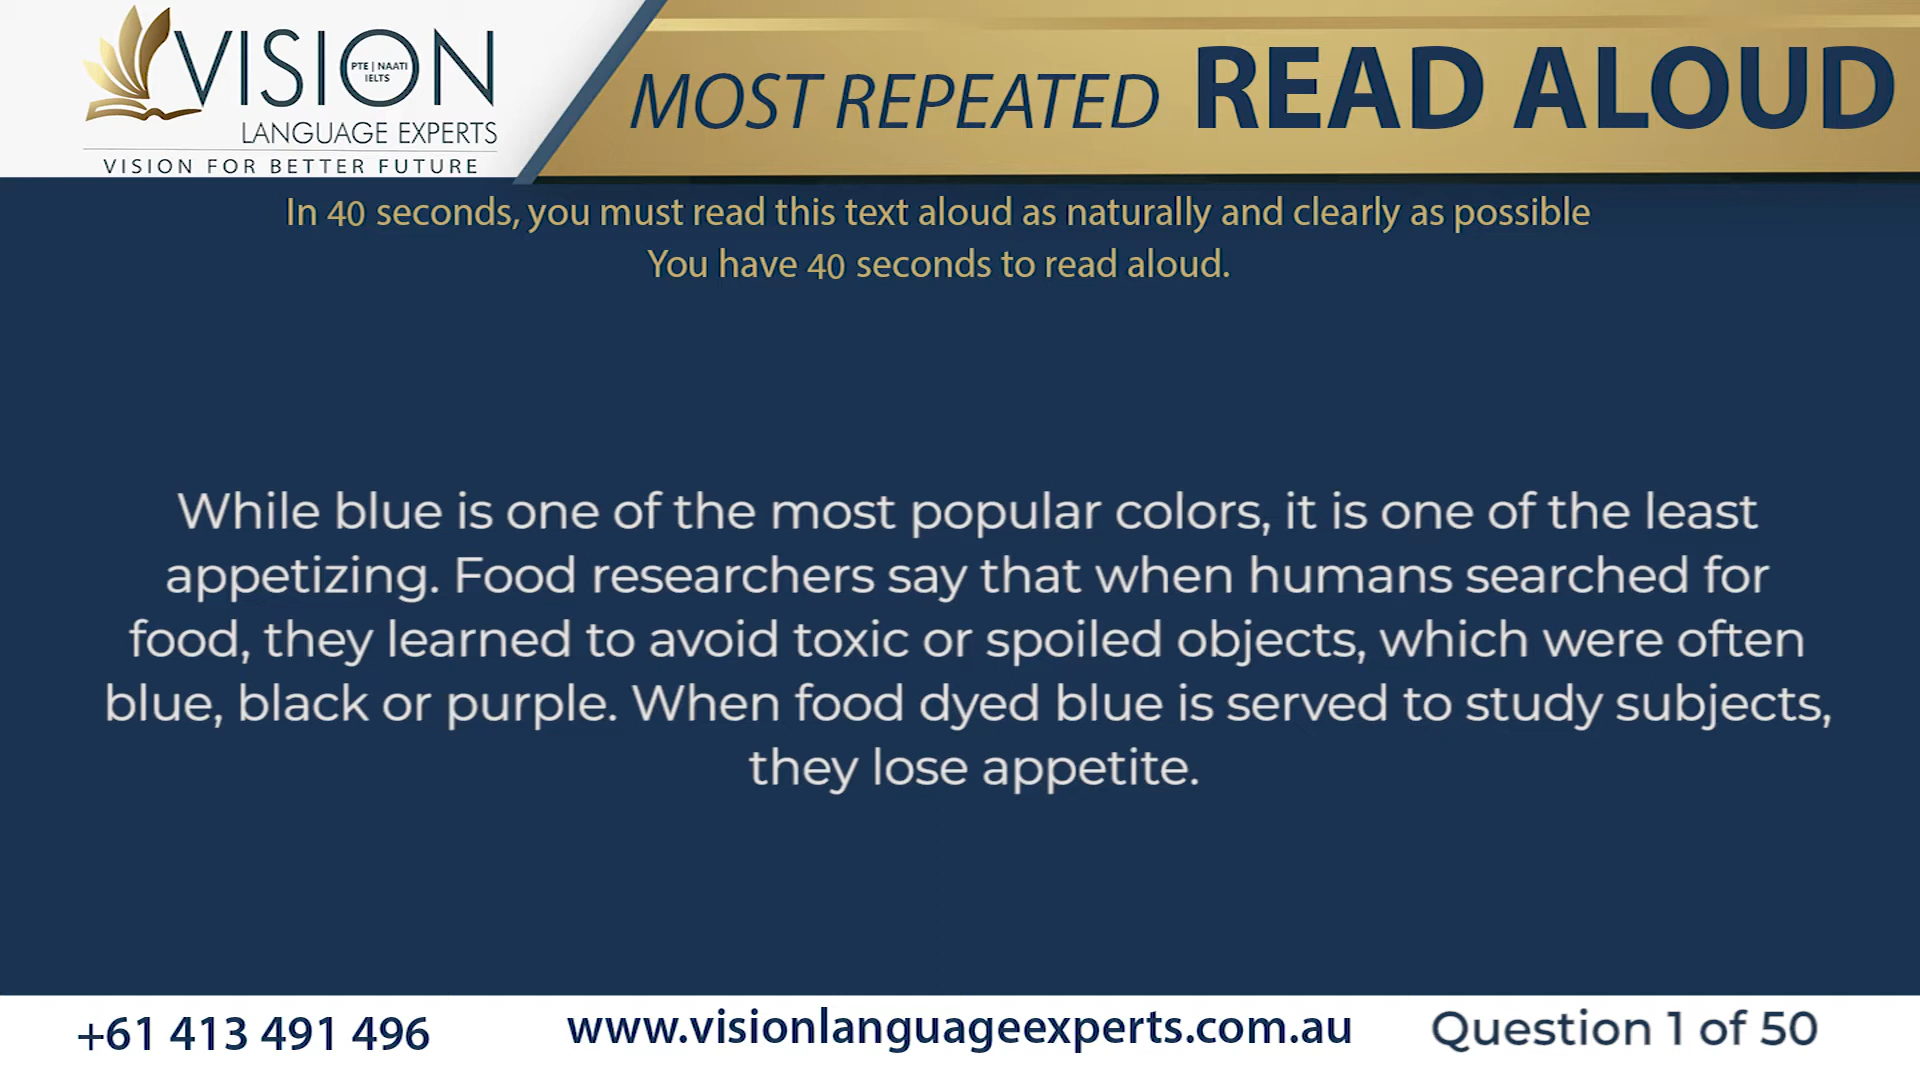 VISION
PTE | NAATI
IELTS
LANGUAGE EXPERTS
VISION FOR BETTER FUTURE
MOST REPEATED READ ALOUD
In 40 seconds, you must read this text aloud as naturally and clearly as possible
You have 40 seconds to read aloud.
While blue is one of the most popular colors, it is one of the least
appetizing. Food researchers say that when humans searched for
food, they learned to avoid toxic or spoiled objects, which were often
blue, black or purple. When food dyed blue is served to study subjects,
they lose appetite.
+61 413 491 496
www.visionlanguageexperts.com.au
Question 1 of 50